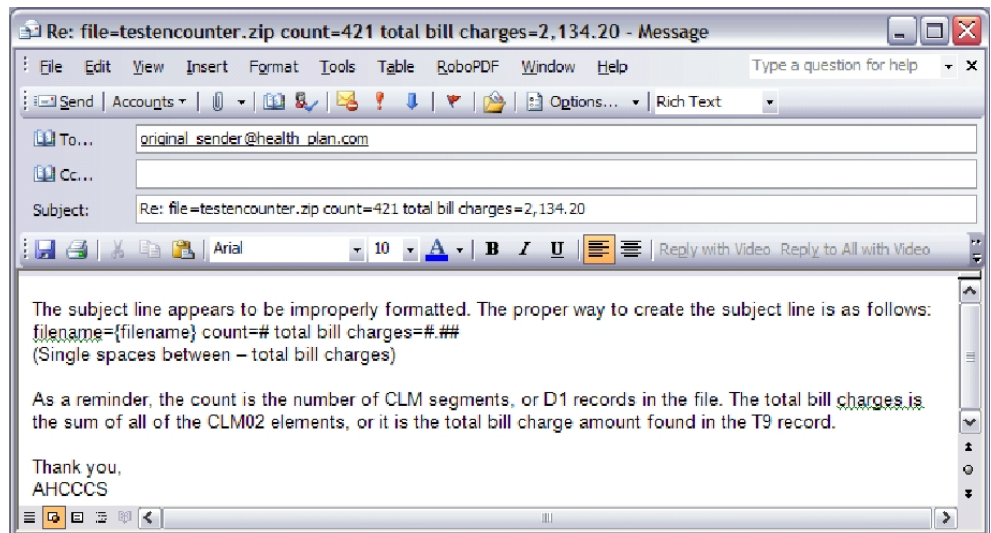 Re: file=testencounter.zip count=421 total bill charges=2,134.20 - Message
File Edit View Insert Format Tools Table RoboPDF Window Help Type a question for help
Send Accounts Options... Rich Text
To... original_sender@health_plan.com
Cc...
Subject: Re: file=testencounter.zip count=421 total bill charges=2,134.20
Arial 10 A B I U Reply with Video Reply to All with Video
The subject line appears to be improperly formatted. The proper way to create the subject line is as follows:
filename={filename} count=# total bill charges=#.##
(Single spaces between – total bill charges)
As a reminder, the count is the number of CLM segments, or D1 records in the file. The total bill charges is
the sum of all of the CLM02 elements, or it is the total bill charge amount found in the T9 record.
Thank you,
AHCCCS